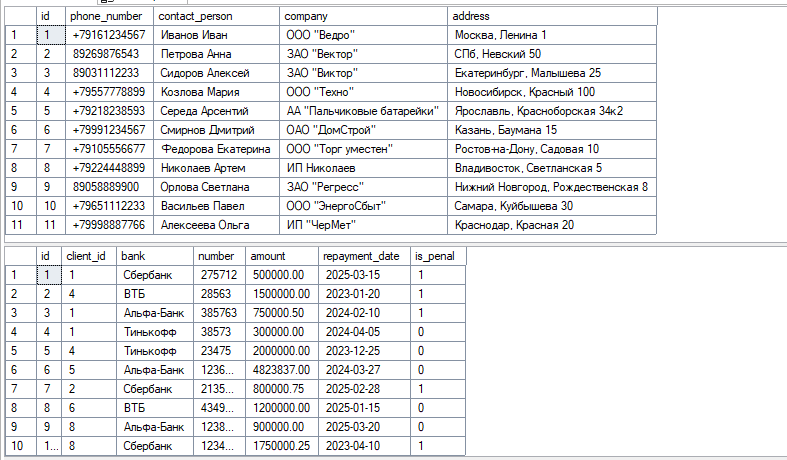 id phone_number contact_person company address
1 1 +79161234567 Иванов Иван ООО "Ведро" Москва, Ленина 1
2 2 89269876543 Петрова Анна ЗАО "Вектор" СПб, Невский 50
3 3 89031112233 Сидоров Алексей ЗАО "Виктор" Екатеринбург, Малышева 25
4 4 +79557778899 Козлова Мария ООО "Техно" Новосибирск, Красный 100
5 5 +79218238593 Середа Арсентий АА "Пальчиковые батарейки" Ярославль, Красноборская 34к2
6 6 +79991234567 Смирнов Дмитрий ОАО "ДомСтрой" Казань, Баумана 15
7 7 +79105556677 Федорова Екатерина ООО "Торг уместен" Ростов-на-Дону, Садовая 10
8 8 +79224448899 Николаев Артем ИП Николаев Владивосток, Светланская 5
9 9 89058889900 Орлова Светлана ЗАО "Регресс" Нижний Новгород, Рождественская 8
10 10 +79651112233 Васильев Павел ООО "ЭнергоСбыт" Самара, Куйбышева 30
11 11 +79998887766 Алексеева Ольга ИП "ЧерМет" Краснодар, Красная 20
id client_id bank number amount repayment_date is_penal
1 1 1 Сбербанк 275712 500000.00 2025-03-15 1
2 2 4 ВТБ 28563 1500000.00 2023-01-20 1
3 3 1 Альфа-Банк 385763 750000.50 2024-02-10 1
4 4 1 Тинькофф 38573 300000.00 2024-04-05 0
5 5 4 Тинькофф 23475 2000000.00 2023-12-25 0
6 6 5 Альфа-Банк 1236... 4823837.00 2024-03-27 0
7 7 2 Сбербанк 2135... 800000.75 2025-02-28 1
8 8 6 ВТБ 4349... 1200000.00 2025-01-15 0
9 9 8 Альфа-Банк 1238... 900000.00 2025-03-20 0
10 1... 8 Сбербанк 1234... 1750000.25 2023-04-10 1